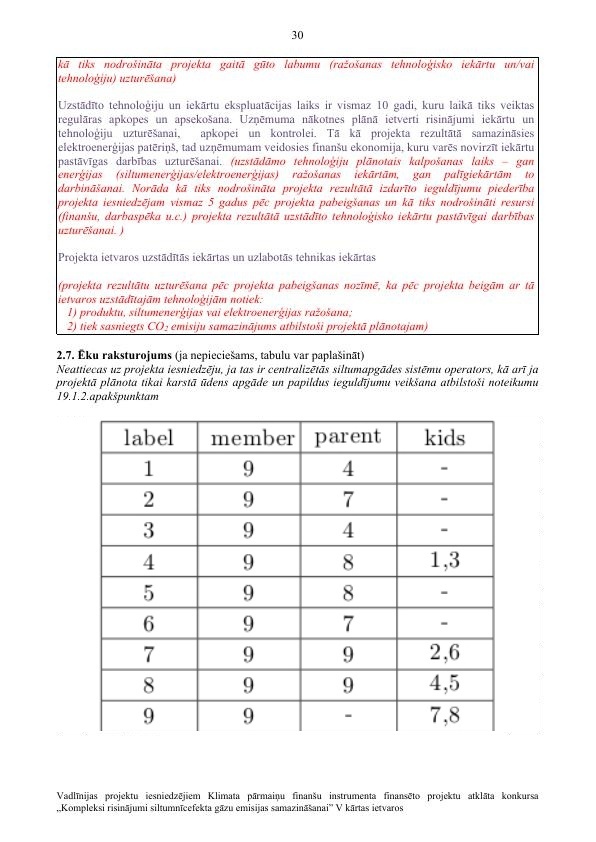 30
kā tiks nodrošināta projekta gaitā gūto labumu (ražošanas tehnoloģisko iekārtu un/vai
tehnoloģiju) uzturēšana)
Uzstādīto tehnoloģiju un iekārtu ekspluatācijas laiks ir vismaz 10 gadi, kuru laikā tiks veiktas
regulāras apkopes un apsekošana. Uzņēmuma nākotnes plānā ietverti risinājumi iekārtu un
tehnoloģiju uzturēšanai, apkopei un kontrolei. Tā kā projekta rezultātā samazināsies
elektroenerģijas patēriņš, tad uzņēmumam veidosies finanšu ekonomija, kuru varēs novirzīt iekārtu
pastāvīgas darbības uzturēšanai. (uzstādāmo tehnoloģiju plānotais kalpošanas laiks – gan
enerģijas (siltumenerģijas/elektroenerģijas) ražošanas iekārtām, gan palīgiekārtām to
darbināšanai. Norāda kā tiks nodrošināta projekta rezultātā izdarīto ieguldījumu piederība
projekta iesniedzējam vismaz 5 gadus pēc projekta pabeigšanas un kā tiks nodrošināti resursi
(finanšu, darbaspēka u.c.) projekta rezultātā uzstādīto tehnoloģisko iekārtu pastāvīgai darbības
uzturēšanai. )
Projekta ietvaros uzstādītās iekārtas un uzlabotās tehnikas iekārtas
(projekta rezultātu uzturēšana pēc projekta pabeigšanas nozīmē, ka pēc projekta beigām ar tā
ietvaros uzstādītajām tehnoloģijām notiek:
1) produktu, siltumenerģijas vai elektroenerģijas ražošana;
2) tiek sasniegts CO2 emisiju samazinājums atbilstoši projektā plānotajam)
2.7. Ēku raksturojums (ja nepieciešams, tabulu var paplašināt)
Neattiecas uz projekta iesniedzēju, ja tas ir centralizētās siltumapgādes sistēmu operators, kā arī ja
projektā plānota tikai karstā ūdens apgāde un papildus ieguldījumu veikšana atbilstoši noteikumu
19.1.2.apakšpunktam
label member parent kids
1 9 4 -
2 9 7 -
3 9 4 -
4 9 8 1,3
5 9 8 -
6 9 7 -
7 9 9 2,6
8 9 9 4,5
9 9 - 7,8
Vadlīnijas projektu iesniedzējiem Klimata pārmaiņu finanšu instrumenta finansēto projektu atklāta konkursa
„Kompleksi risinājumi siltumnīcefekta gāzu emisijas samazināšanai” V kārtas ietvaros